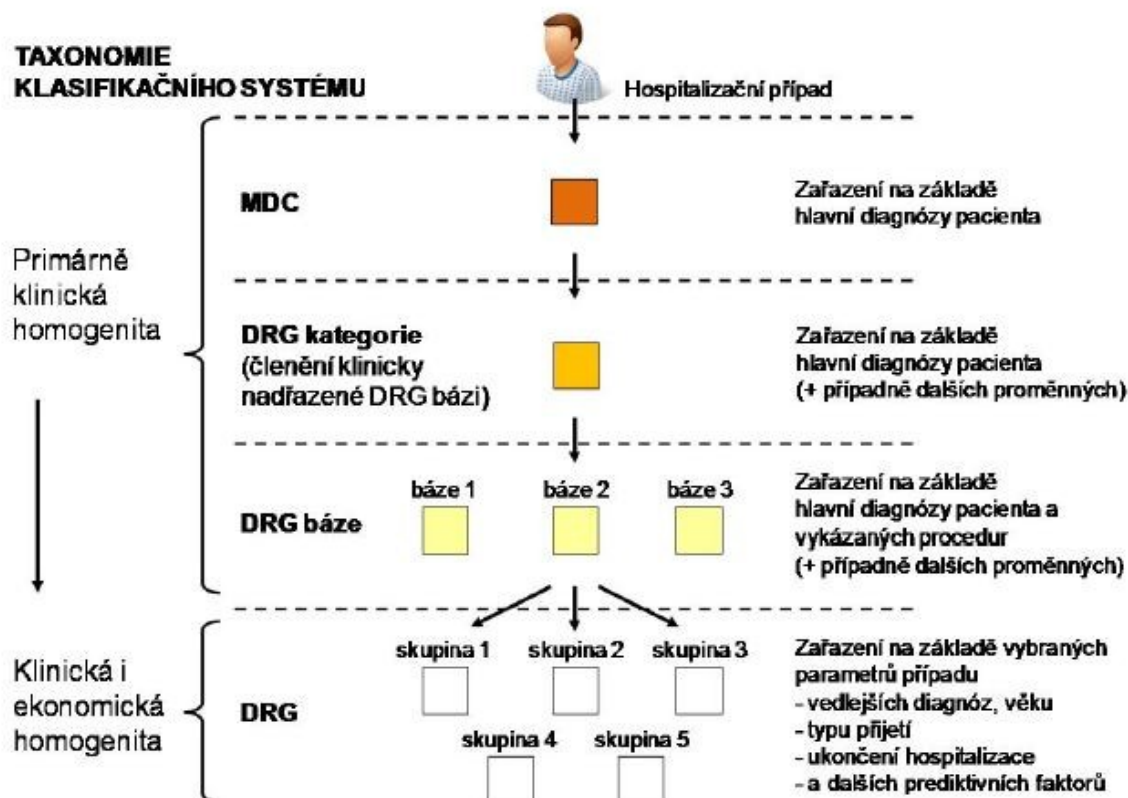 TAXONOMIE
KLASIFIKAČNÍHO SYSTÉMU
Hospitalizační případ
Primárně
klinická
homogenita
MDC
Zařazení na základě
hlavní diagnózy pacienta
DRG kategorie
(členění klinicky
nadřazené DRG bázi)
Zařazení na základě
hlavní diagnózy pacienta
(+ případně dalších proměnných)
DRG báze
báze 1
báze 2
báze 3
Zařazení na základě
hlavní diagnózy pacienta a
vykázaných procedur
(+ případně dalších proměnných)
Klinická i
ekonomická
homogenita
DRG
skupina 1
skupina 2
skupina 3
skupina 4
skupina 5
Zařazení na základě vybraných
parametrů případu
- vedlejších diagnóz, věku
- typu přijetí
- ukončení hospitalizace
- a dalších prediktivních faktorů